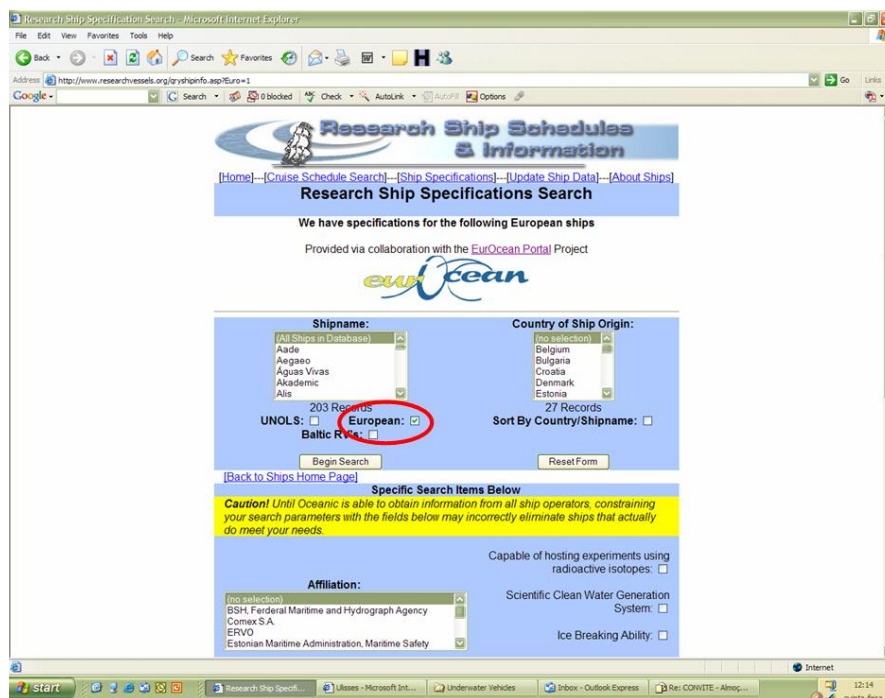 Research Ship Specification Search - Microsoft Internet Explorer
File Edit View Favorites Tools Help
Back Search Favorites
Address http://www.researchvessels.org/qryshipinfo.asp?Euro=1 Go Links
Google Search 0 blocked Check AutoLink AutoFill Options
Research Ship Schedules
& Information
[Home]---[Cruise Schedule Search]---[Ship Specifications]---[Update Ship Data]---[About Ships]
Research Ship Specifications Search
We have specifications for the following European ships
Provided via collaboration with the EurOcean Portal Project
eurOcean
Shipname: Country of Ship Origin:
(All Ships in Database) (no selection)
Aade Belgium
Aegaeo Bulgaria
Águas Vivas Croatia
Akademic Denmark
Alis Estonia
203 Records 27 Records
UNOLS: European: Sort By Country/Shipname:
Baltic RV's:
Begin Search Reset Form
[Back to Ships Home Page]
Specific Search Items Below
Caution! Until Oceanic is able to obtain information from all ship operators, constraining
your search parameters with the fields below may incorrectly eliminate ships that actually
do meet your needs.
Capable of hosting experiments using
radioactive isotopes:
Affiliation:
(no selection)
BSH, Ferderal Maritime and Hydrograph Agency
Comex S.A.
ERVO
Estonian Maritime Administration, Maritime Safety
Scientific Clean Water Generation
System:
Ice Breaking Ability:
Internet
start Research Ship Specifi... Ulisses - Microsoft Int... Underwater Vehicles Inbox - Outlook Express Re: CONVITE - Almoç... 12:14